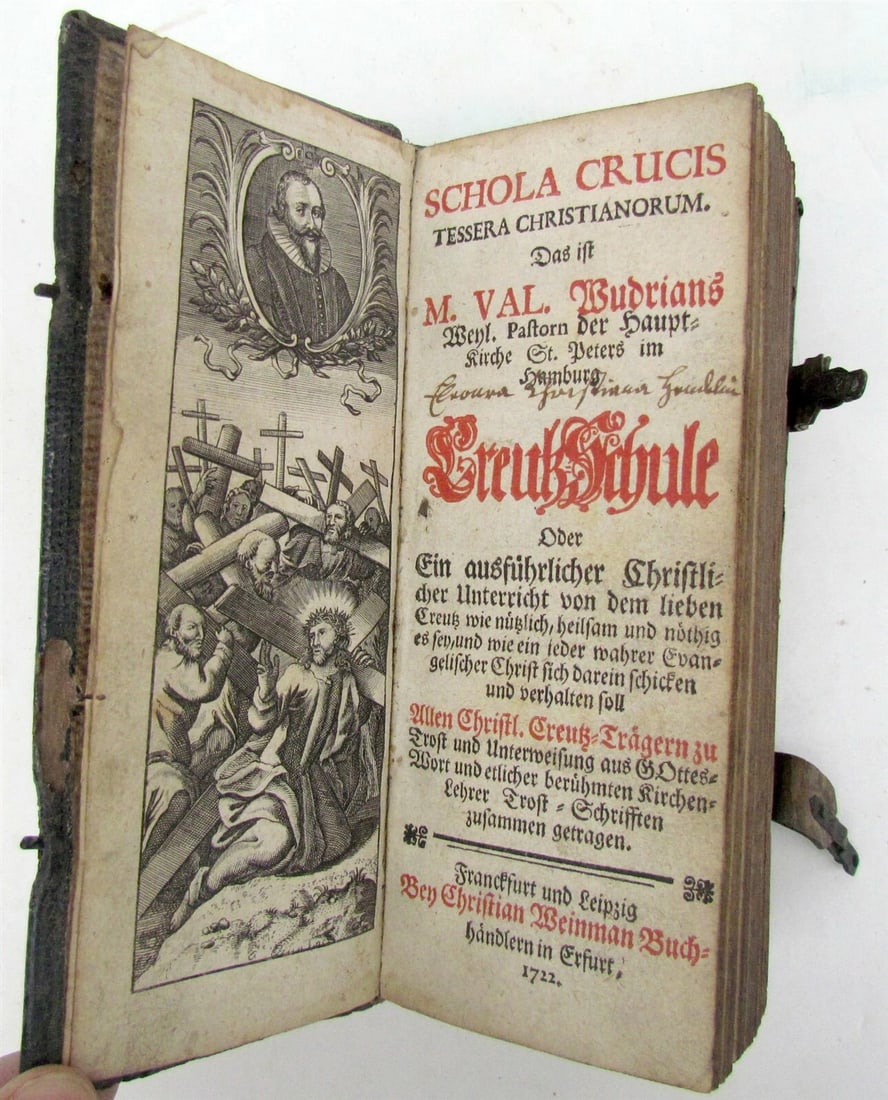 SCHOLA CRUCIS
TESSERA CHRISTIANORUM.
Das ist
M. VAL. Wudrians
Weyl. Pastorn der Haupt-
Kirche St. Peters im
Hamburg/
Christiana
Creutz-Schule
Oder
Ein ausführlicher Christli-
cher Unterricht von dem lieben
Creutz wie nützlich, heilsam und nöthig
es sey, und wie ein ieder wahrer Evan-
gelischer Christ sich darein schicken
und verhalten soll
Allen Christl. Creutz-Trägern zu
Trost und Unterweisung aus GOttes-
Wort und etlicher berühmten Kirchen-
Lehrer Trost-Schrifften
zusammen getragen.
Franckfurt und Leipzig
Bey Christian Weinman Buch-
händlern in Erfurt,
1722.